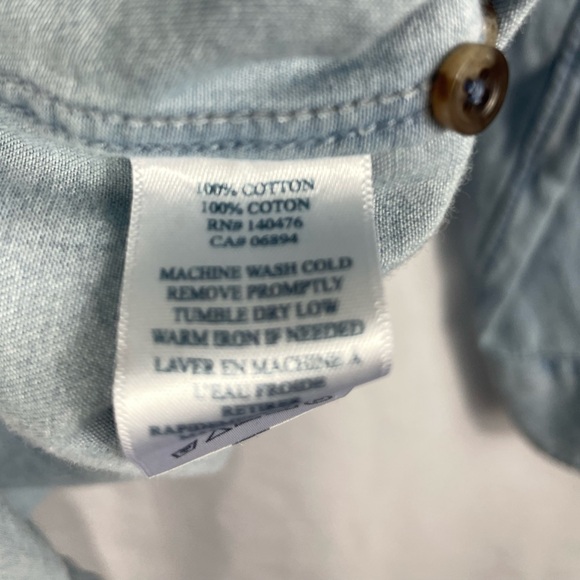 100% COTTON
100% COTON
RN# 140476
CA# 06894
MACHINE WASH COLD
REMOVE PROMPTLY
TUMBLE DRY LOW
WARM IRON IF NEEDED
LAVER EN MACHINE A
L'EAU FROIDE
RETIRER